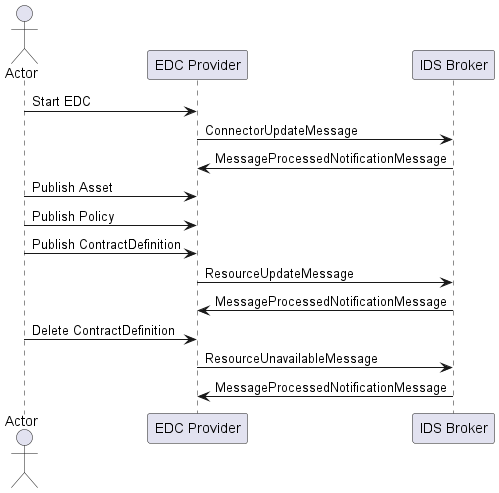 Actor
EDC Provider
IDS Broker
Start EDC
ConnectorUpdateMessage
MessageProcessedNotificationMessage
Publish Asset
Publish Policy
Publish ContractDefinition
ResourceUpdateMessage
MessageProcessedNotificationMessage
Delete ContractDefinition
ResourceUnavailableMessage
MessageProcessedNotificationMessage
Actor
EDC Provider
IDS Broker